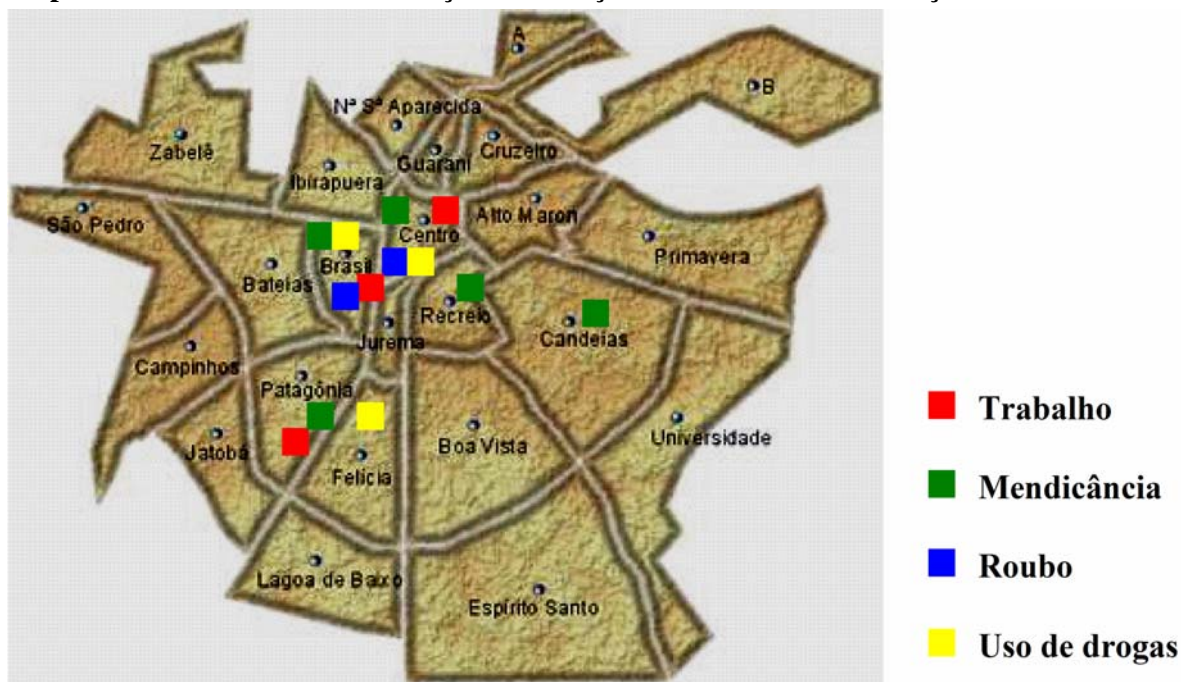 A
B
Nª Sª Aparecida
Zabelê
Guarani
Cruzeiro
Ibirapuera
São Pedro
Centro
Alto Maron
Primavera
Brasil
Bateias
Recreio
Candeias
Jurema
Campinhos
Patagônia
Trabalho
Universidade
Boa Vista
Jatobá
Felícia
Mendicância
Roubo
Lagoa de Baixo
Espírito Santo
Uso de drogas